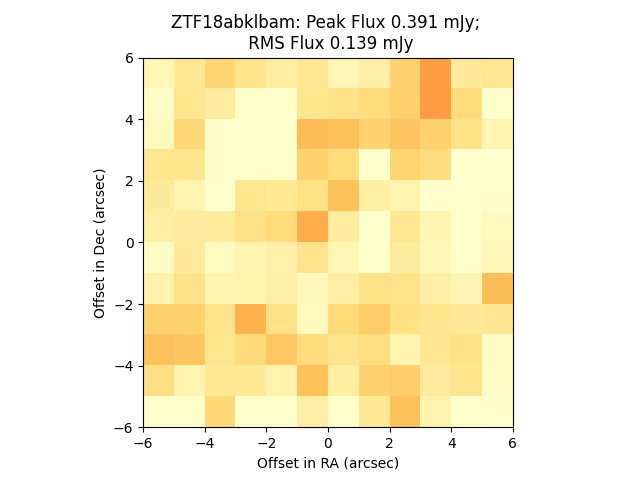 ZTF18abklbam: Peak Flux 0.391 mJy;
RMS Flux 0.139 mJy
6
4
2
0
−2
−4
−6
Offset in Dec (arcsec)
−6 −4 −2 0 2 4 6
Offset in RA (arcsec)